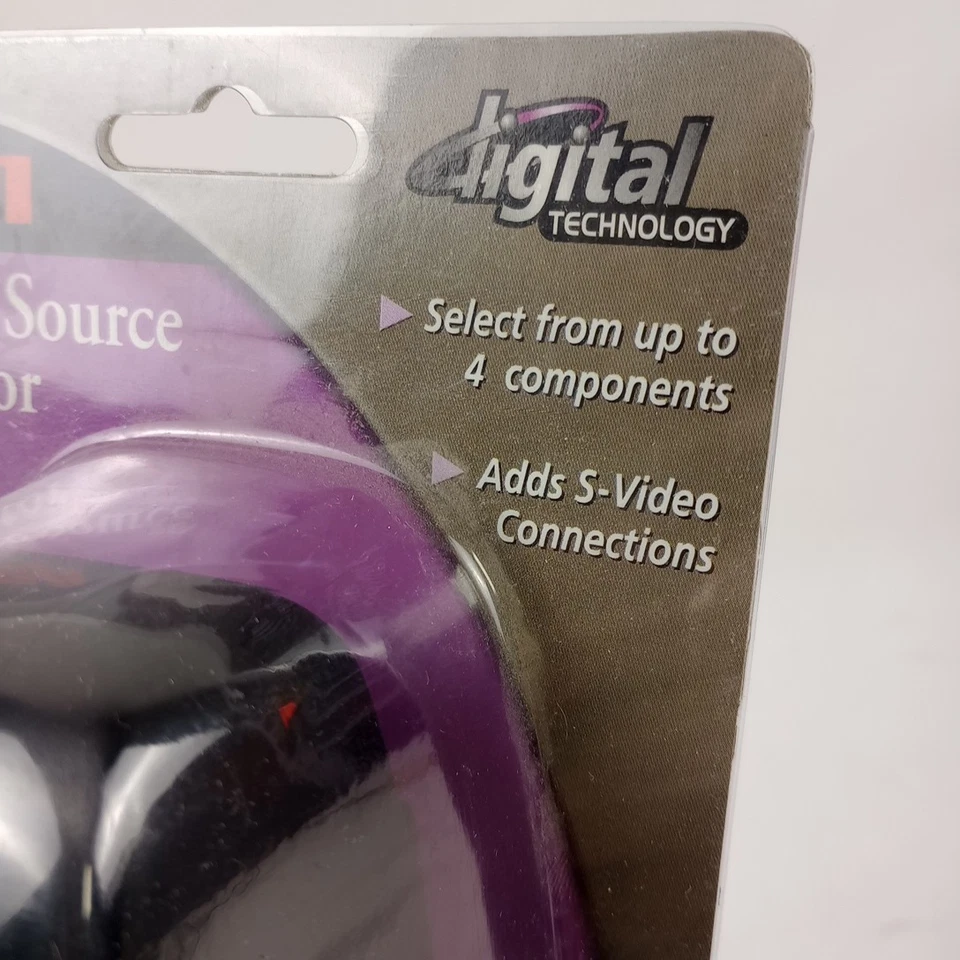 digital
TECHNOLOGY
Source
or
Select from up to
4 components
Adds S-Video
Connections